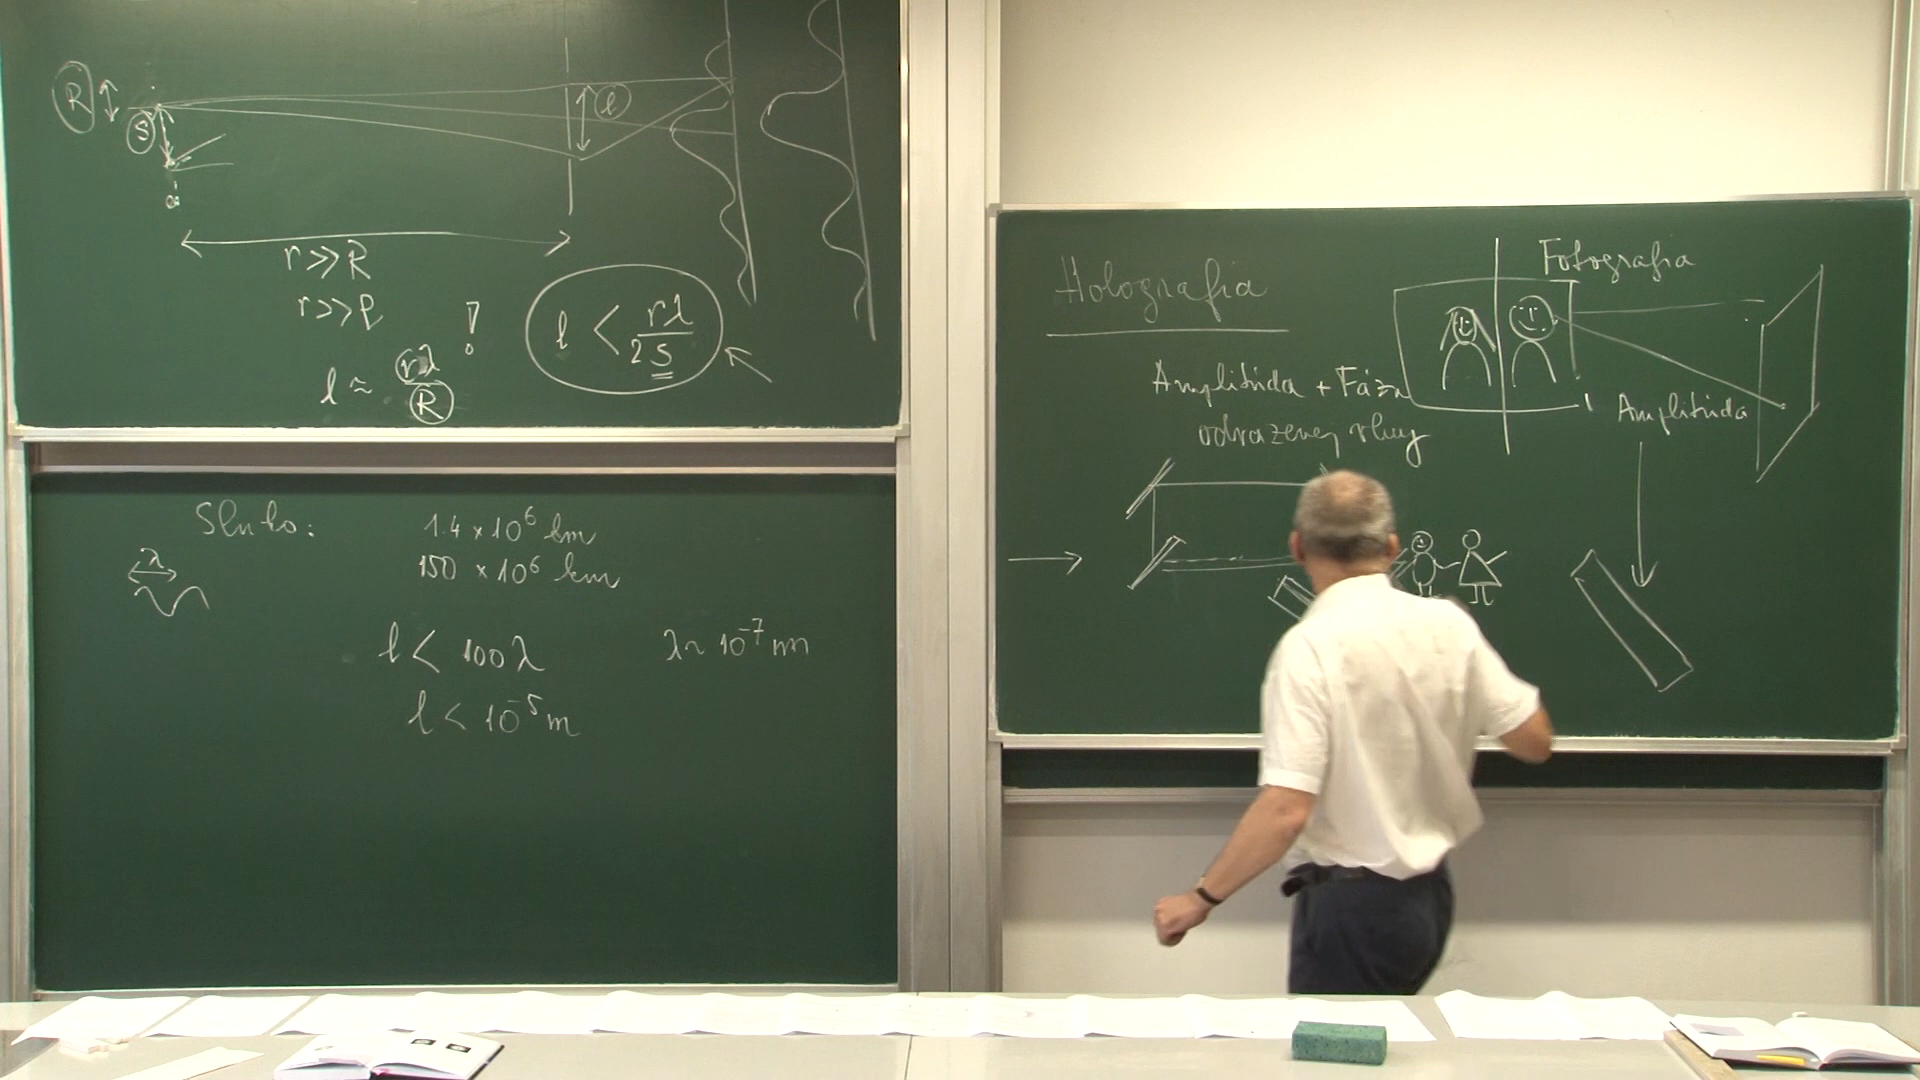 R
S
l
r >> R
r >> l
l ≈ rλ/R
!
l < rλ/2S
Slnko:
1.4 × 10⁶ km
150 × 10⁶ km
λ
l < 100λ
λ ~ 10⁻⁷ m
l < 10⁻⁵ m
Holografia
Fotografia
Amplitúda + Fáza
odrazenej vlny
Amplitúda